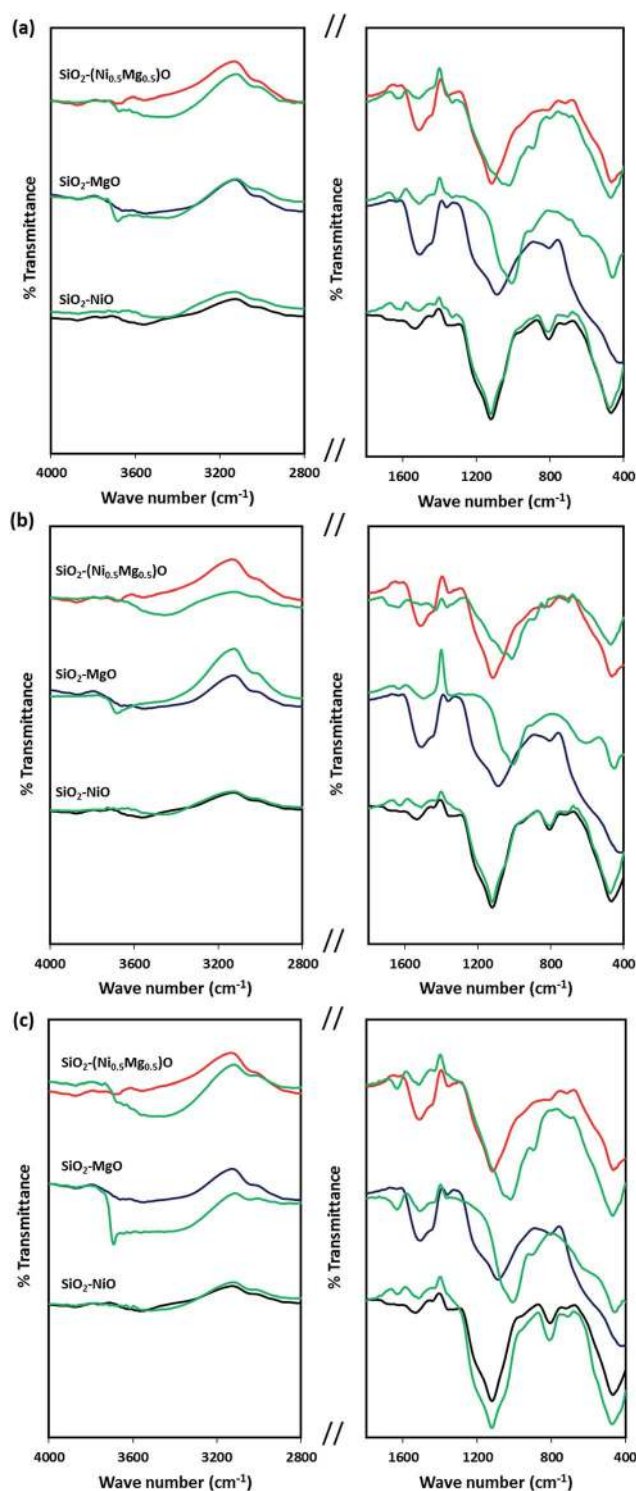 (a)
//
SiO2-(Ni0.5Mg0.5)O
SiO2-MgO
SiO2-NiO
% Transmittance
% Transmittance
//
4000 3600 3200 2800
1600 1200 800 400
Wave number (cm-1)
Wave number (cm-1)
(b)
//
SiO2-(Ni0.5Mg0.5)O
SiO2-MgO
SiO2-NiO
% Transmittance
% Transmittance
//
4000 3600 3200 2800
1600 1200 800 400
Wave number (cm-1)
Wave number (cm-1)
(c)
//
SiO2-(Ni0.5Mg0.5)O
SiO2-MgO
SiO2-NiO
% Transmittance
% Transmittance
//
4000 3600 3200 2800
1600 1200 800 400
Wave number (cm-1)
Wave number (cm-1)